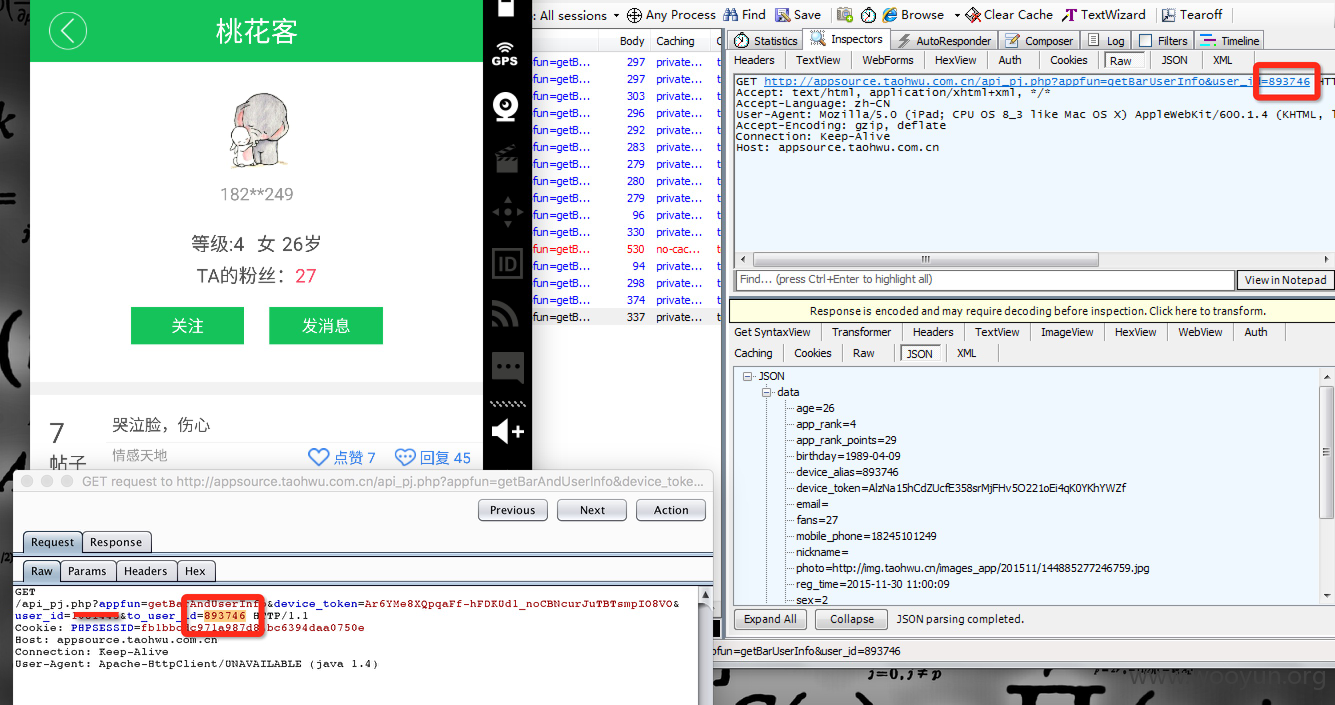 桃花客
182**249
等级:4 女 26岁
TA的粉丝：27
关注
发消息
7
帖子
哭泣脸，伤心
情感天地
点赞 7
回复 45
GPS
ID
: All sessions
Any Process
Find
Save
Browse
Clear Cache
TextWizard
Tearoff
Body
Caching
fun=getB... 297 private...
fun=getB... 297 private...
fun=getB... 303 private...
fun=getB... 296 private...
fun=getB... 292 private...
fun=getB... 283 private...
fun=getB... 279 private...
fun=getB... 280 private...
fun=getB... 279 private...
fun=getB... 96 private...
fun=getB... 330 private...
fun=getB... 530 no-cac...
fun=getB... 94 private...
fun=getB... 298 private...
fun=getB... 374 private...
fun=getB... 337 private...
Statistics
Inspectors
AutoResponder
Composer
Log
Filters
Timeline
Headers
TextView
WebForms
HexView
Auth
Cookies
Raw
JSON
XML
GET http://appsource.taohwu.com.cn/api_pj.php?appfun=getBarUserInfo&user_id=893746 HT
Accept: text/html, application/xhtml+xml, */*
Accept-Language: zh-CN
User-Agent: Mozilla/5.0 (iPad; CPU OS 8_3 like Mac OS X) AppleWebKit/600.1.4 (KHTML, l
Accept-Encoding: gzip, deflate
Connection: Keep-Alive
Host: appsource.taohwu.com.cn
Find... (press Ctrl+Enter to highlight all)
View in Notepad
Response is encoded and may require decoding before inspection. Click here to transform.
Get SyntaxView
Transformer
Headers
TextView
ImageView
HexView
WebView
Auth
Caching
Cookies
Raw
JSON
XML
JSON
data
age=26
app_rank=4
app_rank_points=29
birthday=1989-04-09
device_alias=893746
device_token=AlzNa15hCdZUcfE358srMjFHv5O221oEi4qK0YKhYWZf
email=
fans=27
mobile_phone=18245101249
nickname=
photo=http://img.taohwu.cn/images_app/201511/144885277246759.jpg
reg_time=2015-11-30 11:00:09
sex=2
Expand All
Collapse
JSON parsing completed.
pfun=getBarUserInfo&user_id=893746
GET request to http://appsource.taohwu.com.cn/api_pj.php?appfun=getBarAndUserInfo&device_toke...
Previous
Next
Action
Request
Response
Raw
Params
Headers
Hex
GET
/api_pj.php?appfun=getBarAndUserInfo&device_token=Ar6YMe8XQpqaFf-hFDKUdl_noCBNcurJuTBTsmpIO8VO&
user_id=&to_user_id=893746 HTTP/1.1
Host: appsource.taohwu.com.cn
Connection: Keep-Alive
User-Agent: Apache-HttpClient/UNAVAILABLE (java 1.4)
www.wooyun.org